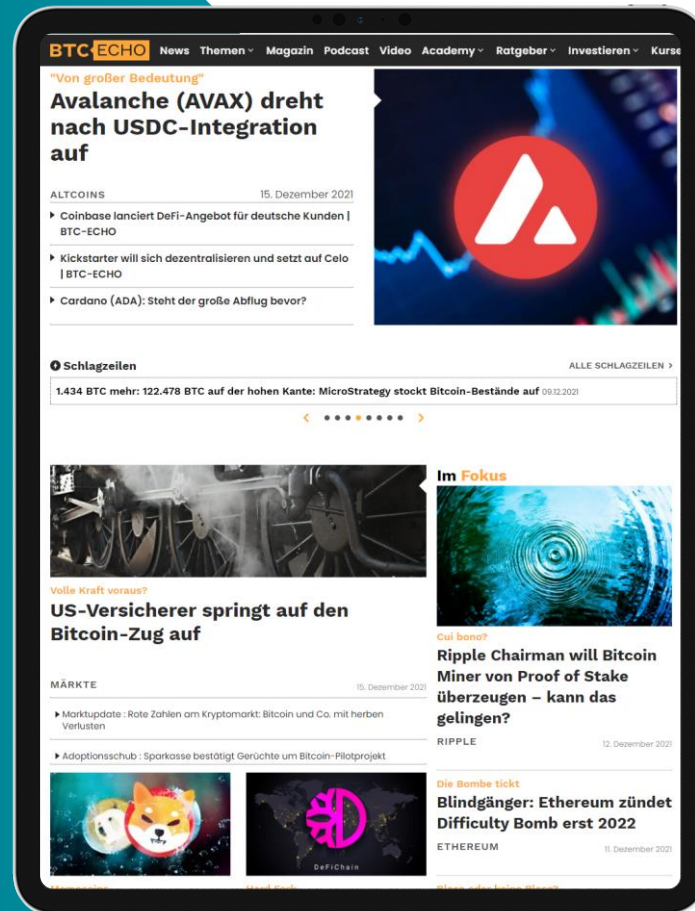 BTC ECHO News Themen Magazin Podcast Video Academy Ratgeber Investieren Kurse
"Von großer Bedeutung"
Avalanche (AVAX) dreht
nach USDC-Integration
auf
ALTCOINS 15. Dezember 2021
Coinbase lanciert DeFi-Angebot für deutsche Kunden |
BTC-ECHO
Kickstarter will sich dezentralisieren und setzt auf Celo
| BTC-ECHO
Cardano (ADA): Steht der große Abflug bevor?
Schlagzeilen ALLE SCHLAGZEILEN >
1.434 BTC mehr: 122.478 BTC auf der hohen Kante: MicroStrategy stockt Bitcoin-Bestände auf 09.12.2021
Volle Kraft voraus?
US-Versicherer springt auf den
Bitcoin-Zug auf
MÄRKTE 15. Dezember 2021
Marktupdate : Rote Zahlen am Kryptomarkt: Bitcoin und Co. mit herben
Verlusten
Adoptionsschub : Sparkasse bestätigt Gerüchte um Bitcoin-Pilotprojekt
DeFiChain
Im Fokus
Cui bono?
Ripple Chairman will Bitcoin
Miner von Proof of Stake
überzeugen – kann das
gelingen?
RIPPLE 12. Dezember 2021
Die Bombe tickt
Blindgänger: Ethereum zündet
Difficulty Bomb erst 2022
ETHEREUM 11. Dezember 2021